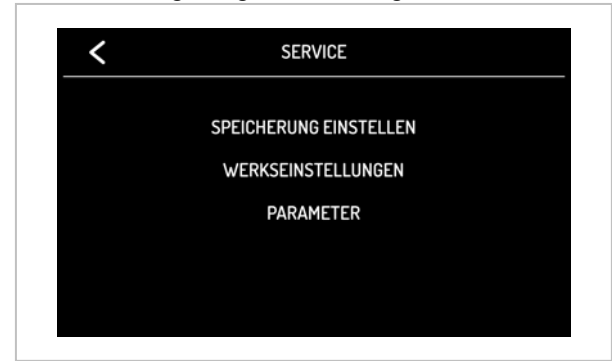 SERVICE
SPEICHERUNG EINSTELLEN
WERKSEINSTELLUNGEN
PARAMETER